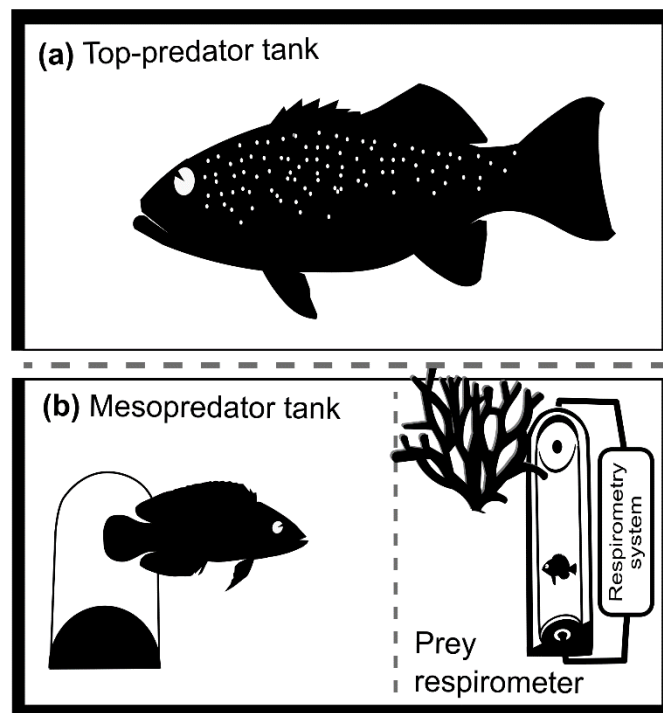 (a) Top-predator tank
(b) Mesopredator tank
Respirometry
system
Prey
respirometer